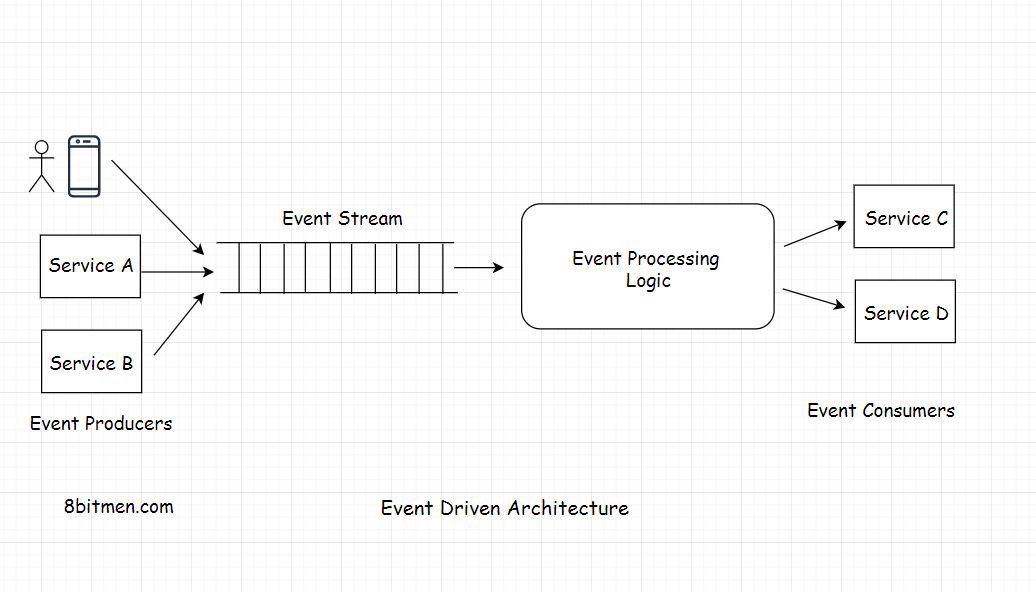 Event Stream
Service A
Service B
Event Producers
Event Processing
Logic
Service C
Service D
Event Consumers
8bitmen.com
Event Driven Architecture